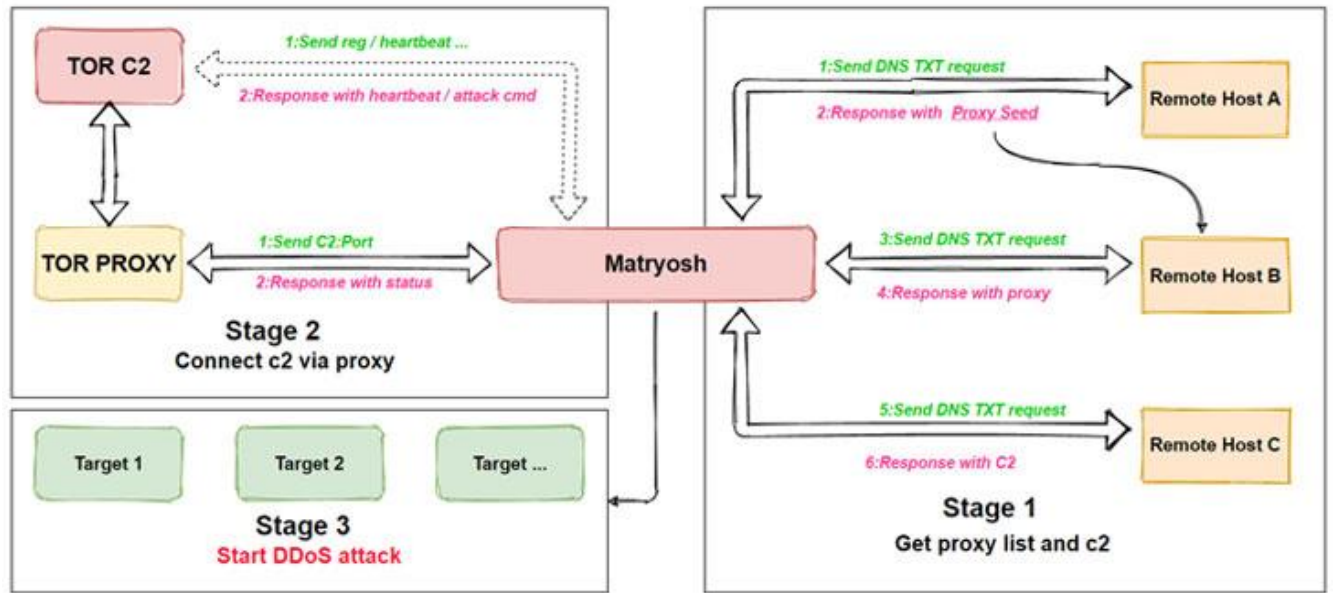 TOR C2
1:Send reg / heartbeat ...
2:Response with heartbeat / attack cmd
TOR PROXY
1:Send C2:Port
2:Response with status
Stage 2
Connect c2 via proxy
Matryosh
1:Send DNS TXT request
2:Response with Proxy Seed
Remote Host A
3:Send DNS TXT request
4:Response with proxy
Remote Host B
5:Send DNS TXT request
6:Response with C2
Remote Host C
Stage 1
Get proxy list and c2
Target 1
Target 2
Target ...
Stage 3
Start DDoS attack